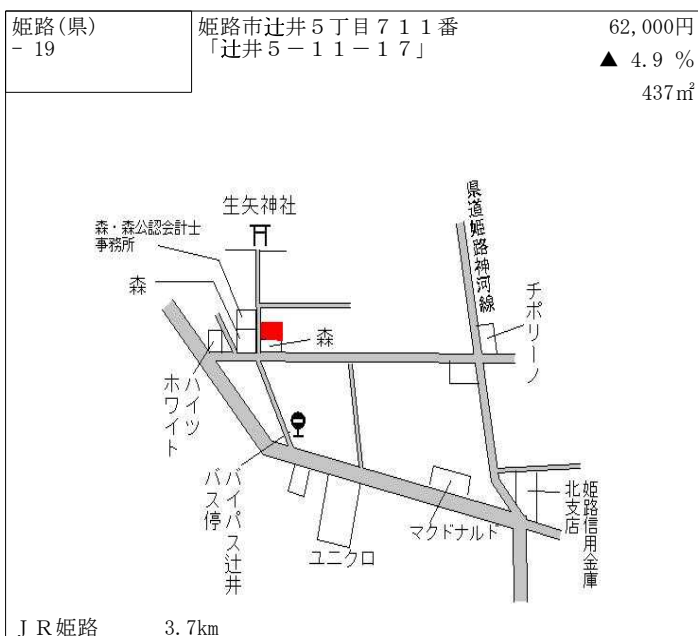 姫路(県)
- 19
姫路市辻井5丁目711番
「辻井5-11-17」
62,000円
▲ 4.9 %
437㎡
生矢神社
森・森公認会計士
事務所
森
森
県道姫路神河線
チポリーノ
ハイツ
ホワイト
バイパス辻井
バス停
ユニクロ
マクドナルド
姫路信用金庫
北支店
JR姫路 3.7km